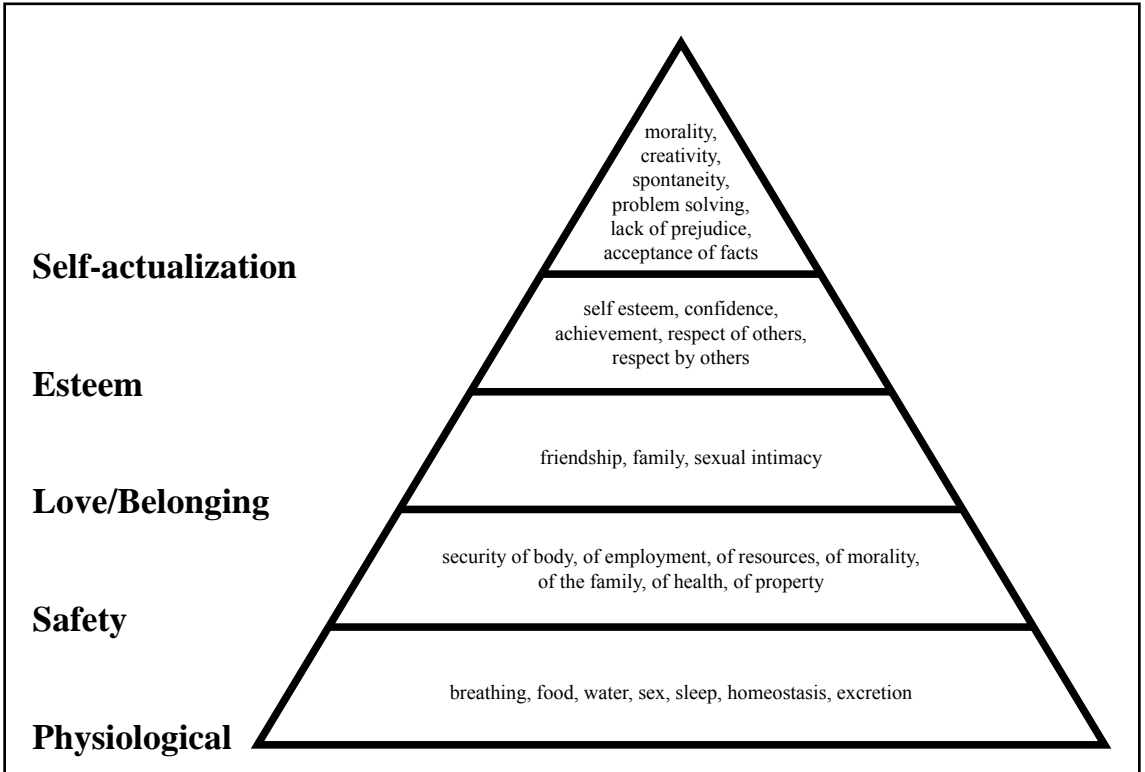 morality,
creativity,
spontaneity,
problem solving,
lack of prejudice,
acceptance of facts
Self-actualization
self esteem, confidence,
achievement, respect of others,
respect by others
Esteem
friendship, family, sexual intimacy
Love/Belonging
security of body, of employment, of resources, of morality,
of the family, of health, of property
Safety
breathing, food, water, sex, sleep, homeostasis, excretion
Physiological